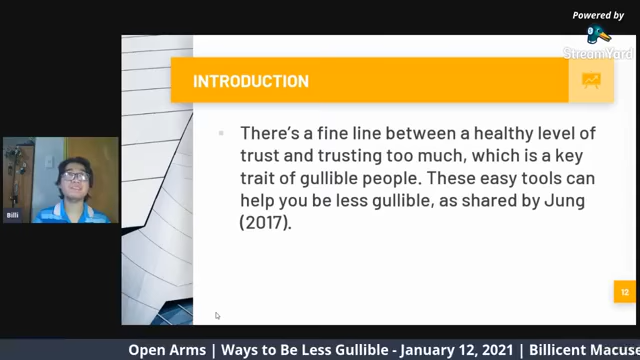 Powered by
StreamYard
INTRODUCTION
There's a fine line between a healthy level of
trust and trusting too much, which is a key
trait of gullible people. These easy tools can
help you be less gullible, as shared by Jung
(2017).
Billi
12
Open Arms | Ways to Be Less Gullible - January 12, 2021 | Billicent Macuse